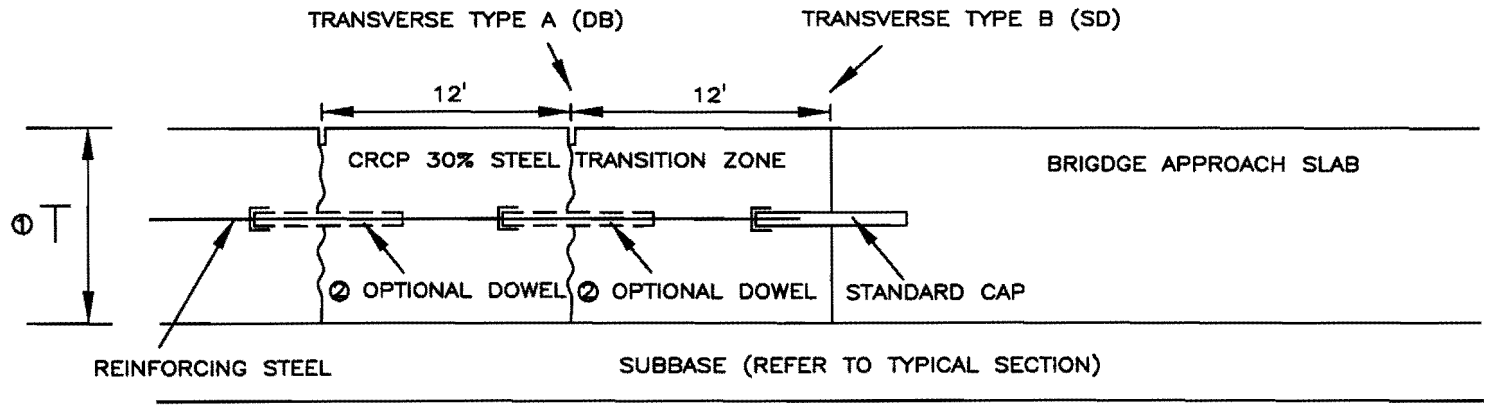 TRANSVERSE TYPE A (DB)
TRANSVERSE TYPE B (SD)
12'
12'
CRCP 30% STEEL TRANSITION ZONE
BRIGDGE APPROACH SLAB
① T
② OPTIONAL DOWEL
② OPTIONAL DOWEL
STANDARD CAP
REINFORCING STEEL
SUBBASE (REFER TO TYPICAL SECTION)